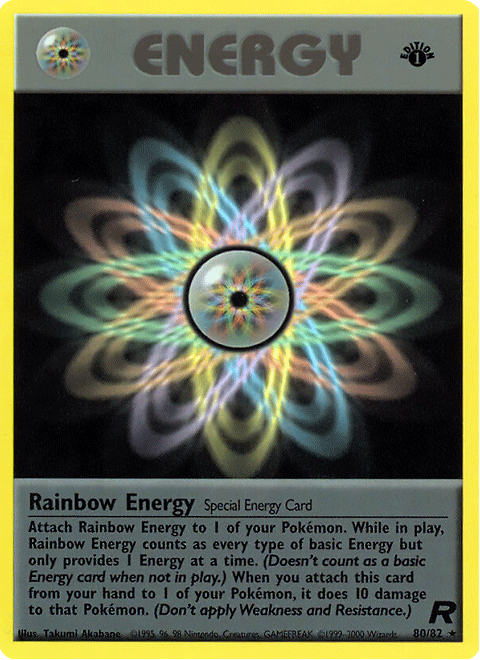 ENERGY
EDITION
1
Rainbow Energy Special Energy Card
Attach Rainbow Energy to 1 of your Pokémon. While in play,
Rainbow Energy counts as every type of basic Energy but
only provides 1 Energy at a time. (Doesn't count as a basic
Energy card when not in play.) When you attach this card
from your hand to 1 of your Pokémon, it does 10 damage
to that Pokémon. (Don't apply Weakness and Resistance.)
R
Illus. Takumi Akabane ©1995, 96, 98 Nintendo, Creatures, GAMEFREAK. ©1999-2000 Wizards. 80/82 ★